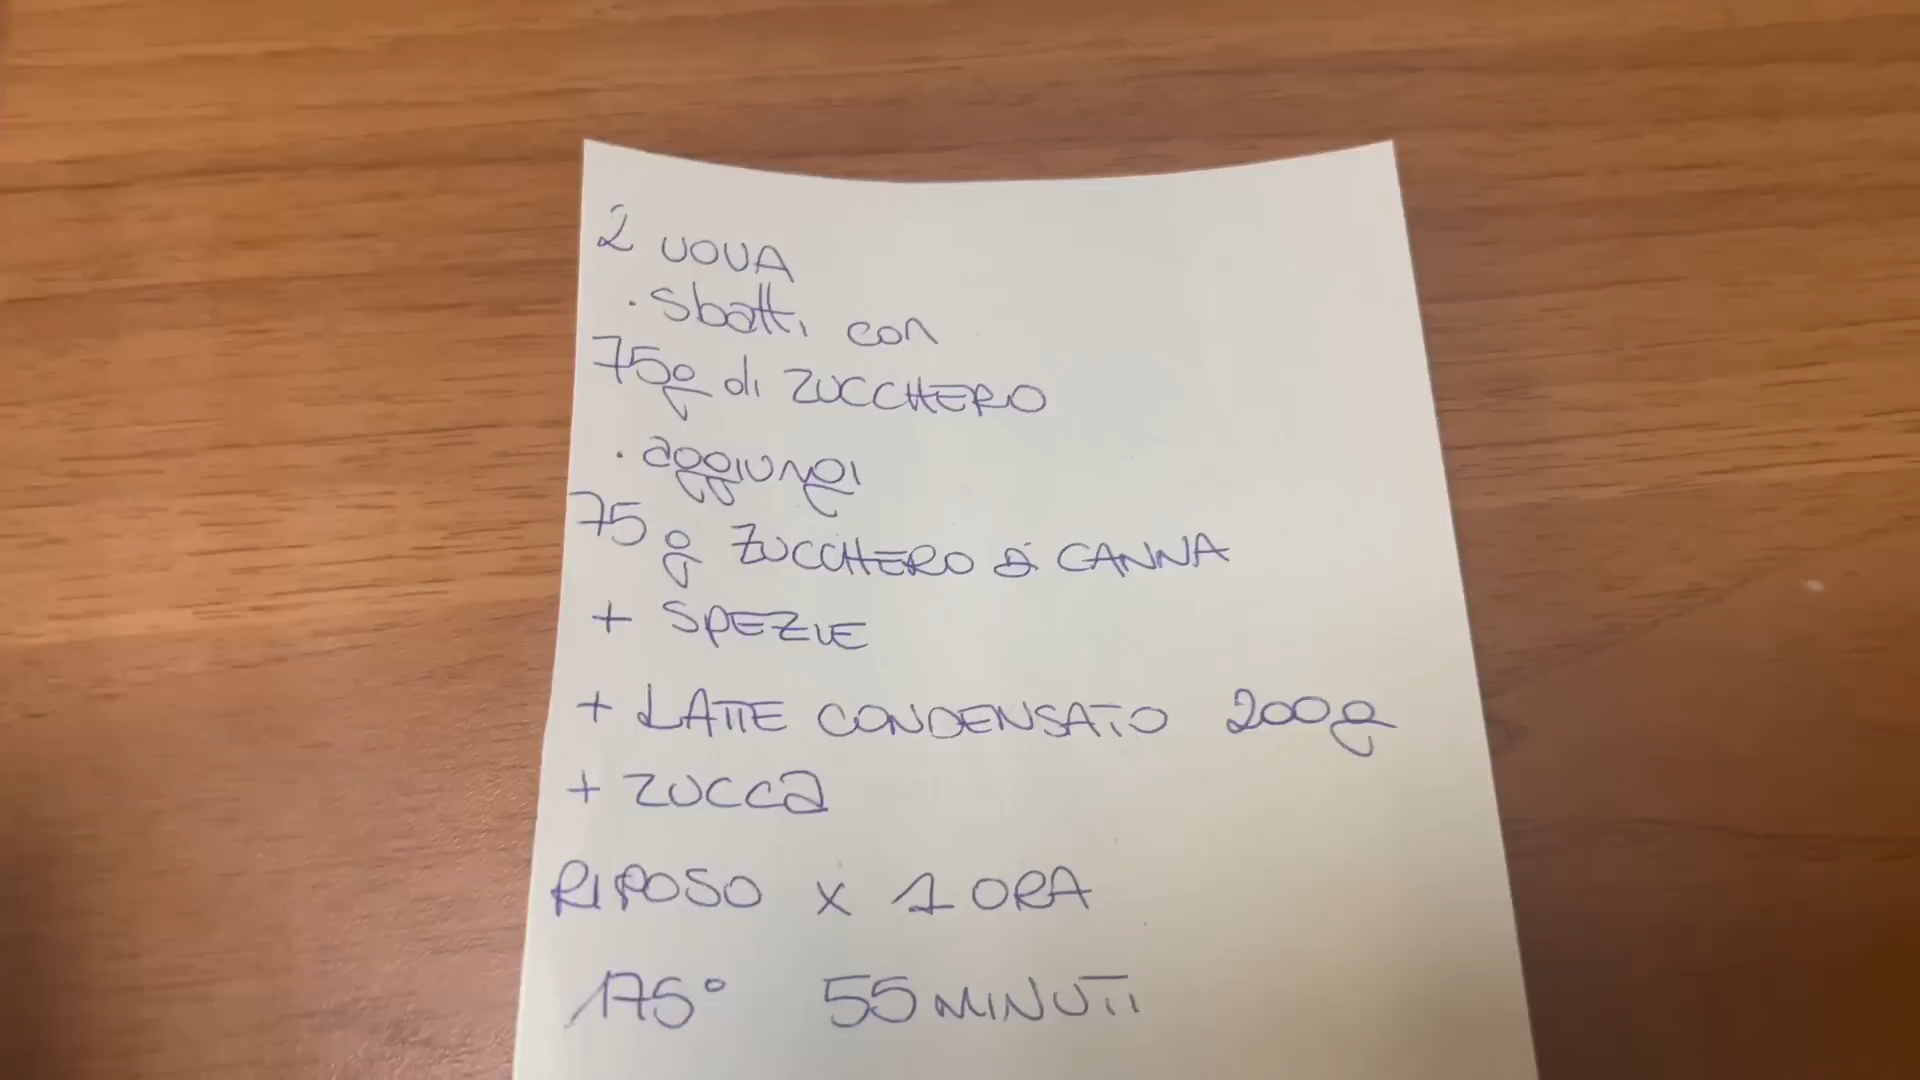 2 UOVA
· Sbatti con
75g di ZUCCHERO
· aggiungi
75 g ZUCCHERO di CANNA
+ SPEZIE
+ LATTE CONDENSATO 200g
+ ZUCCa
RIPOSO x 1 ORA
175° 55 MINUTI